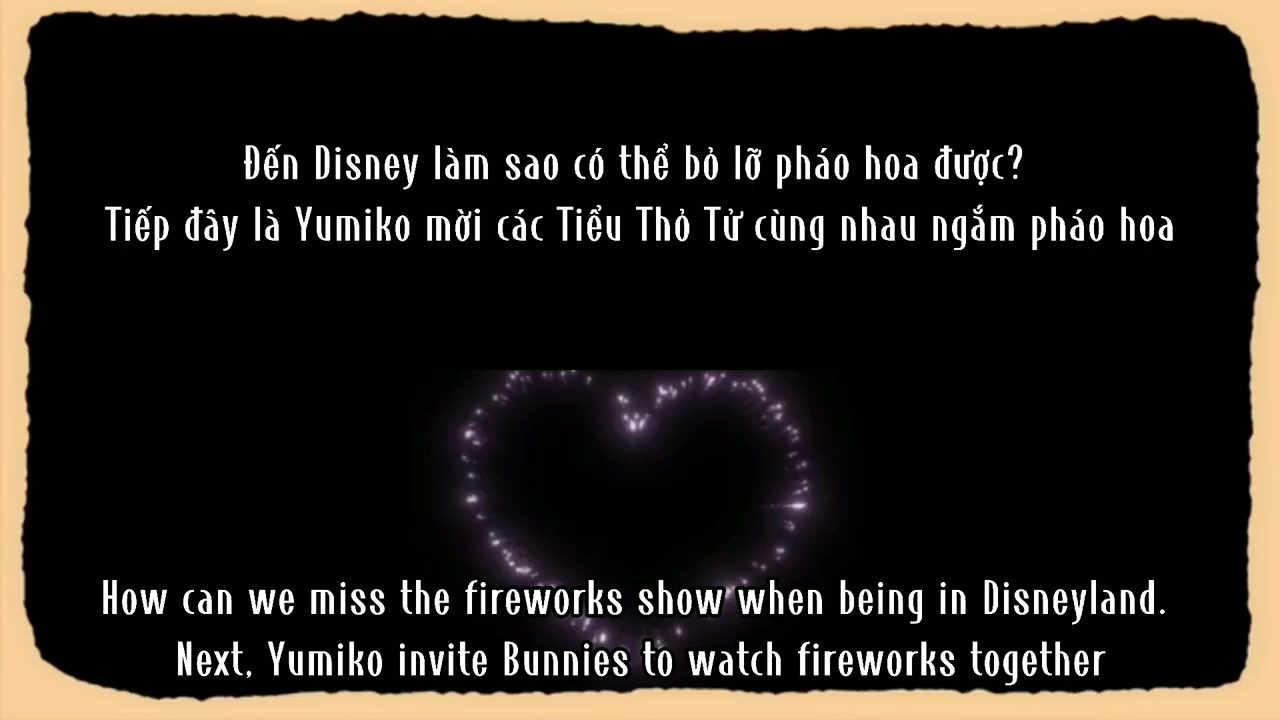 Đến Disney làm sao có thể bỏ lỡ pháo hoa được?
Tiếp đây là Yumiko mời các Tiểu Thỏ Tử cùng nhau ngắm pháo hoa
How can we miss the fireworks show when being in Disneyland.
Next, Yumiko invite Bunnies to watch fireworks together